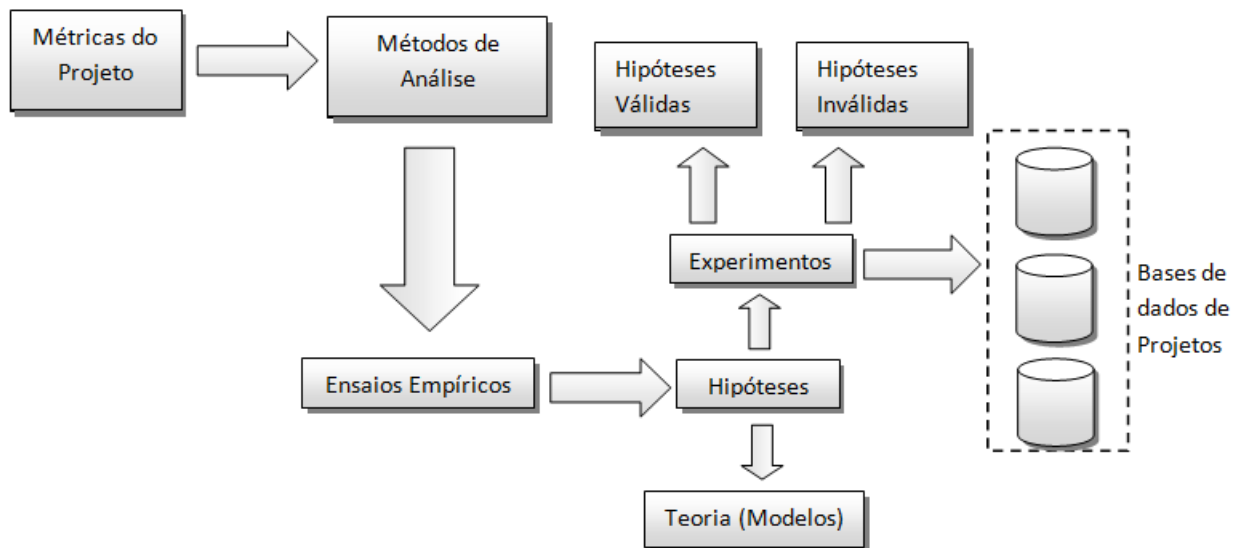 Métricas do
Projeto
Métodos de
Análise
Hipóteses
Válidas
Hipóteses
Inválidas
Experimentos
Bases de
dados de
Projetos
Ensaios Empíricos
Hipóteses
Teoria (Modelos)